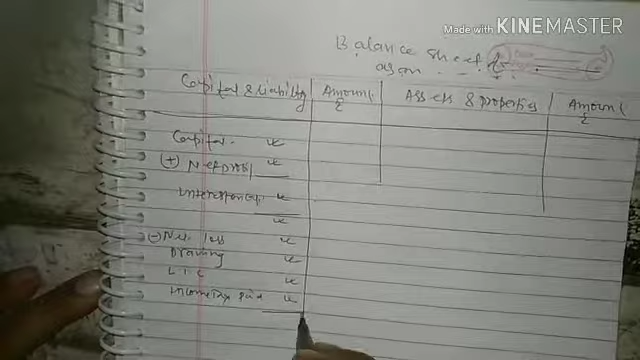 Made with KINEMASTER
Balance Sheet
as on - - -
Capital & liability Amount Assets & properties Amount
₹ ₹
Capital. x
(+) Net profit x
Interest on Cap. x
x
(-) Net loss x
Drawing x
L I C x
Income Tax paid x